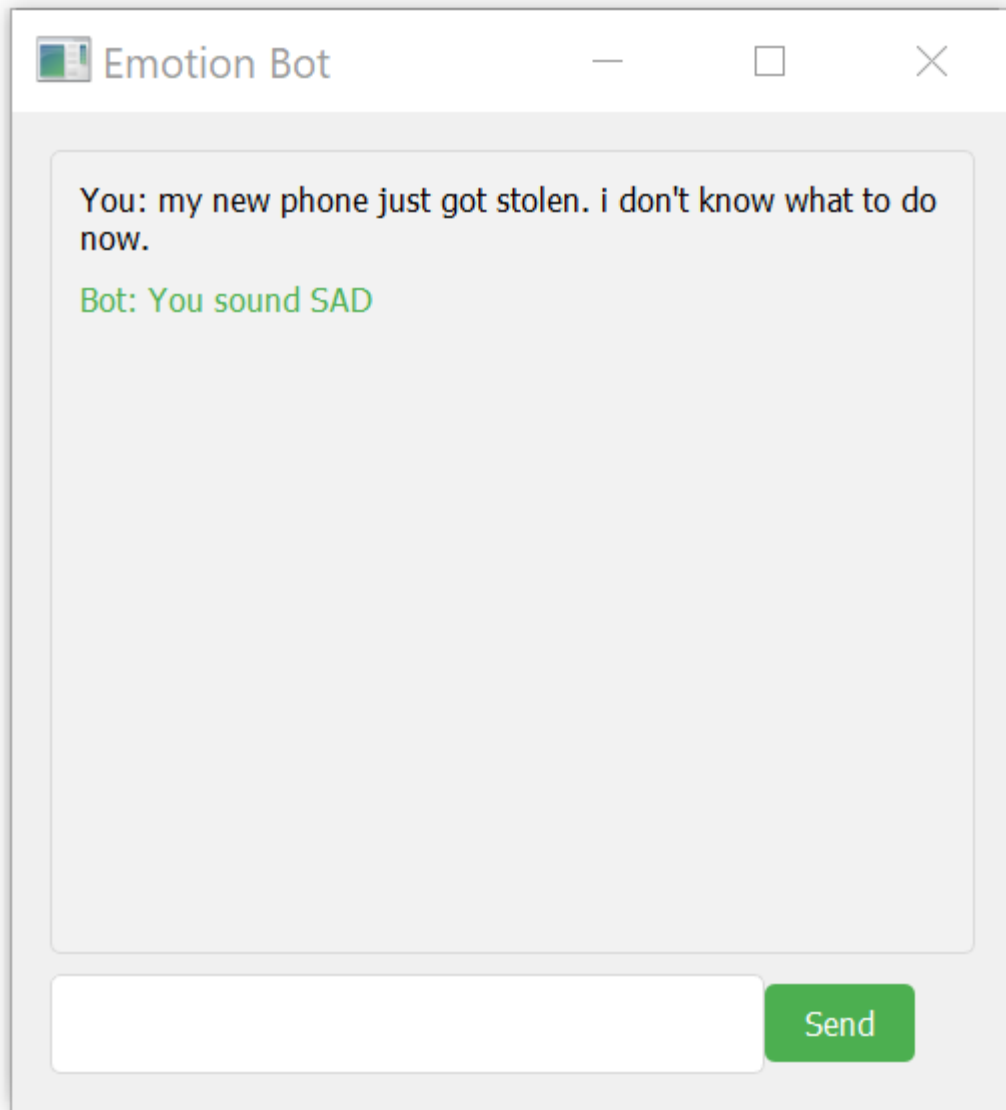 Emotion Bot
You: my new phone just got stolen. i don't know what to do
now.
Bot: You sound SAD
Send